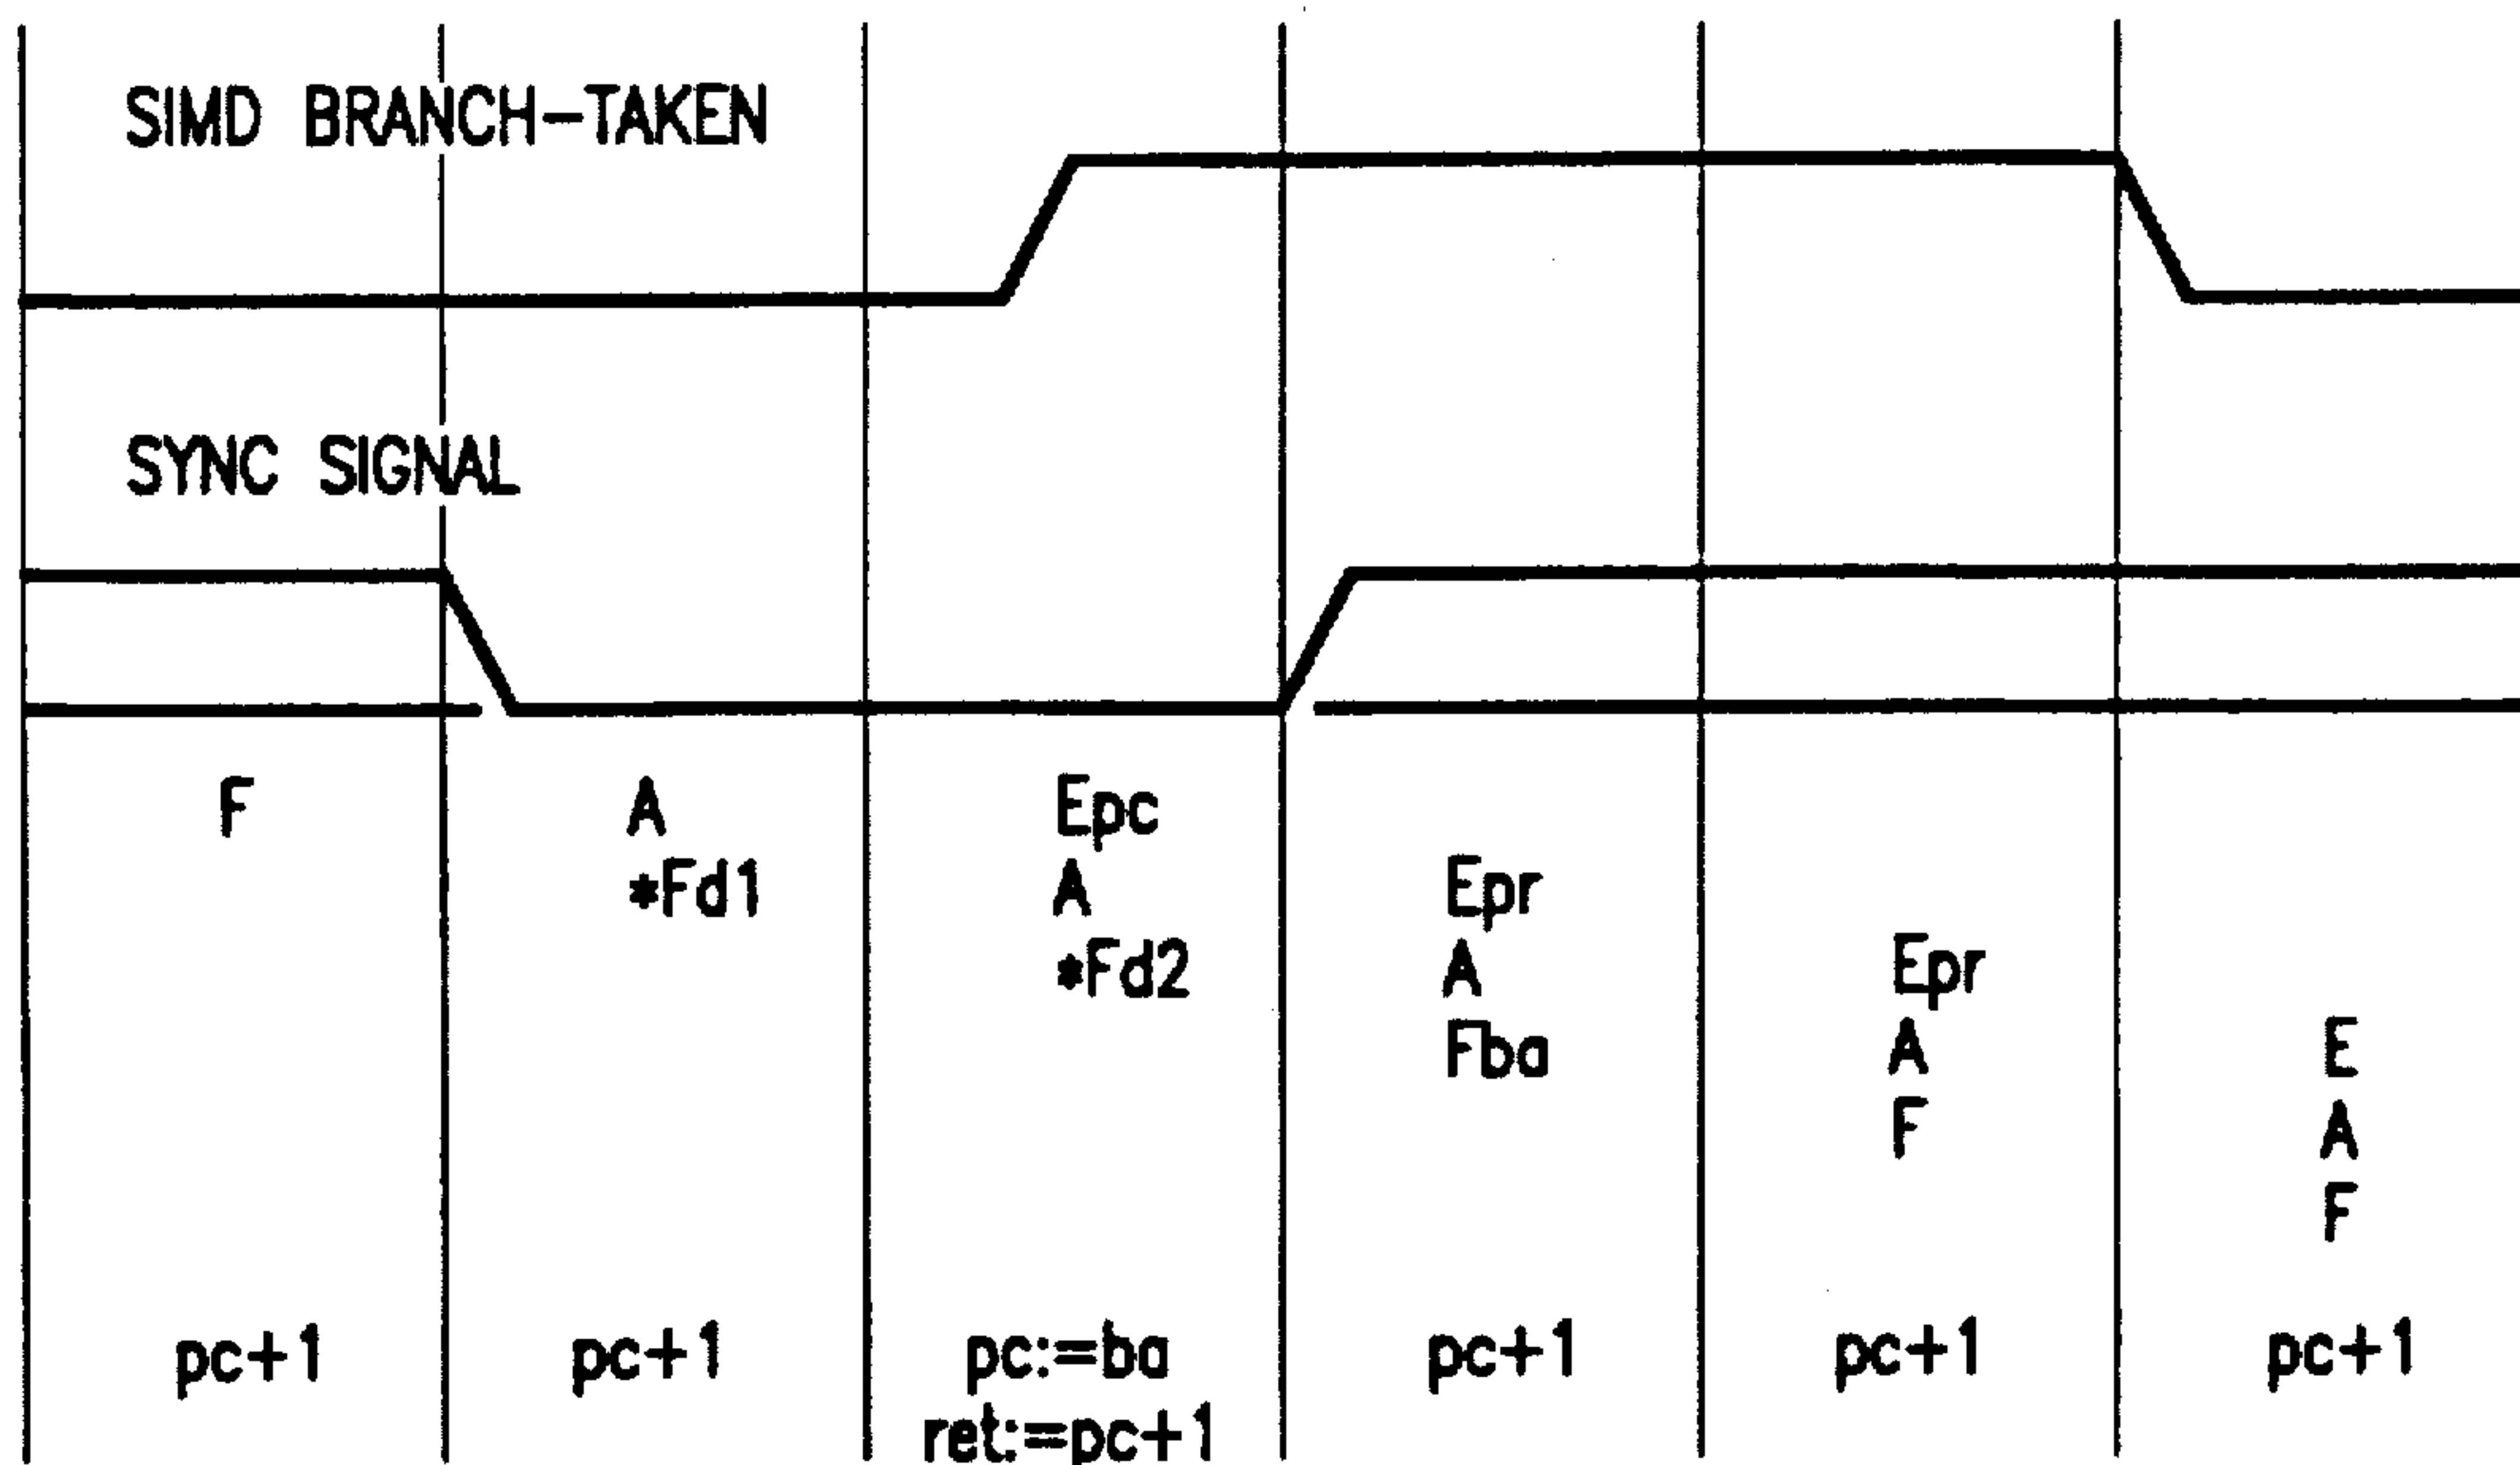 SIMD BRANCH-TAKEN
SYNC SIGNAL
F A Epc
*Fd1 A Epr
*Fd2 A Epr
Fba A E
F A
F
pc+1 pc+1 pc:=ba pc+1 pc+1 pc+1
ret:=pc+1